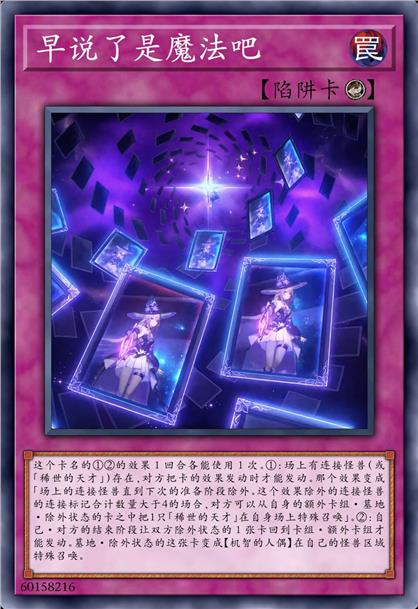 早说了是魔法吧
罠
【陷阱卡】
这个卡名的①②的效果1回合各能使用1次。①:场上有连接怪兽(或
「稀世的天才」)存在,对方把卡的效果发动时才能发动。那个效果变成
「场上的连接怪兽直到下次的准备阶段除外。这个效果除外的连接怪兽
的连接标记合计数量大于4的场合,对方可以从自身的额外卡组·墓地
·除外状态的卡之中把1只「稀世的天才」在自身场上特殊召唤」。②:自
己·对方的结束阶段让双方除外状态的1张卡回到卡组·额外卡组才
能发动。墓地·除外状态的这张卡变成【机智的人偶】在自己的怪兽区域
特殊召唤。
60158216